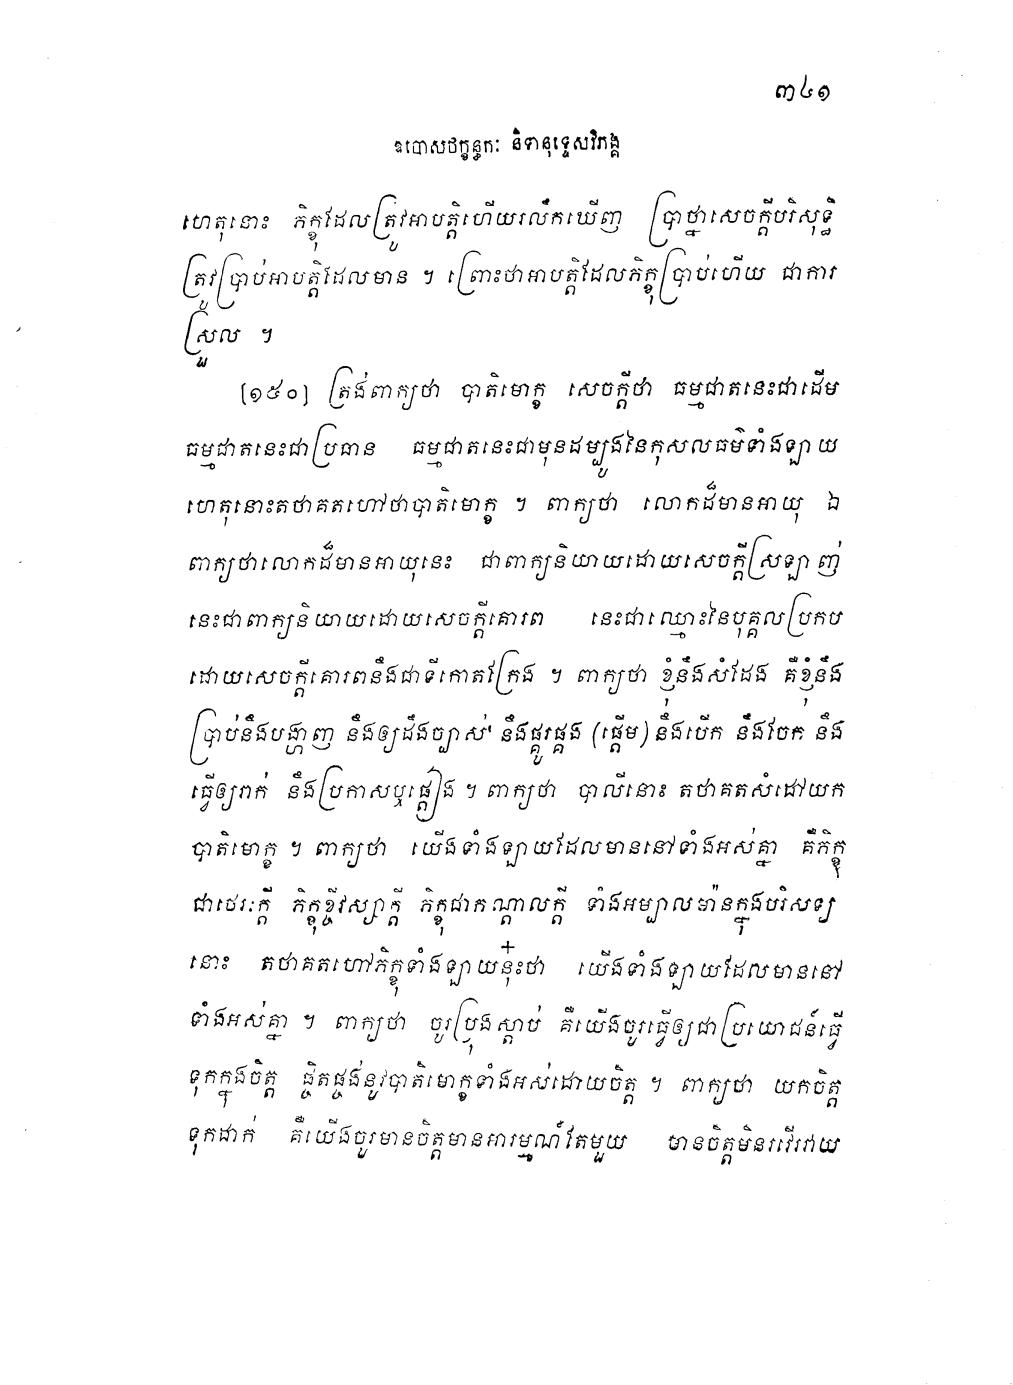 ៣៤១
ឧបោសថក្ខន្ធកៈ និទានុទ្ទេសវិភង្គ
ហេតុនោះ ភិក្ខុដែលត្រូវអាបត្តិហើយរលឹកឃើញ ប្រាថ្នាសេចក្តីបរិសុទ្ធិ
ត្រូវប្រាប់អាបត្តិដែលមាន ។ ព្រោះថាអាបត្តិដែលភិក្ខុប្រាប់ហើយ ជាការ
ស្រួល ។
[១៥០] ត្រង់ពាក្យថា បាតិមោក្ខ សេចក្តីថា ធម្មជាតនេះជាដើម
ធម្មជាតនេះជាប្រធាន ធម្មជាតនេះជាមុនដម្បូងនៃកុសលធម៌ទាំងឡាយ
ហេតុនោះតថាគតហៅថាបាតិមោក្ខ ។ ពាក្យថា លោកដ៏មានអាយុ ឯ
ពាក្យថាលោកដ៏មានអាយុនេះ ជាពាក្យនិយាយដោយសេចក្តីស្រឡាញ់
នេះជាពាក្យនិយាយដោយសេចក្តីគោរព នេះជាឈ្មោះនៃបុគ្គលប្រកប
ដោយសេចក្តីគោរពនឹងជាទីកោតក្រែង ។ ពាក្យថា ខ្ញុំនឹងសំដែង គឺខ្ញុំនឹង
ប្រាប់នឹងបង្ហាញ នឹងឲ្យដឹងច្បាស់ នឹងផ្គូរផ្គង (ផ្តើម) នឹងបើក នឹងចែក នឹង
ធ្វើឲ្យរាក់ នឹងប្រកាសឬផ្តៀង ។ ពាក្យថា បាលីនោះ តថាគតសំដៅយក
បាតិមោក្ខ ។ ពាក្យថា យើងទាំងឡាយដែលមាននៅទាំងអស់គ្នា គឺភិក្ខុ
ជាថេរៈក្តី ភិក្ខុខ្ចីវស្សាក្តី ភិក្ខុជាកណ្តាលក្តី ទាំងអម្បាលម៉ានក្នុងបរិសទ្យ
នោះ តថាគតហៅភិក្ខុទាំងឡាយនុ៎ះថា យើងទាំងឡាយដែលមាននៅ
ទាំងអស់គ្នា ។ ពាក្យថា ចូរប្រុងស្តាប់ គឺយើងចូរធ្វើឲ្យជាប្រយោជន៍ធ្វើ
ទុកក្នុងចិត្ត ផ្ចិតផ្ចង់នូវបាតិមោក្ខទាំងអស់ដោយចិត្ត ។ ពាក្យថា យកចិត្ត
ទុកដាក់ គឺយើងចូរមានចិត្តមានអារម្មណ៍តែមួយ មានចិត្តមិនរវើរវាយ